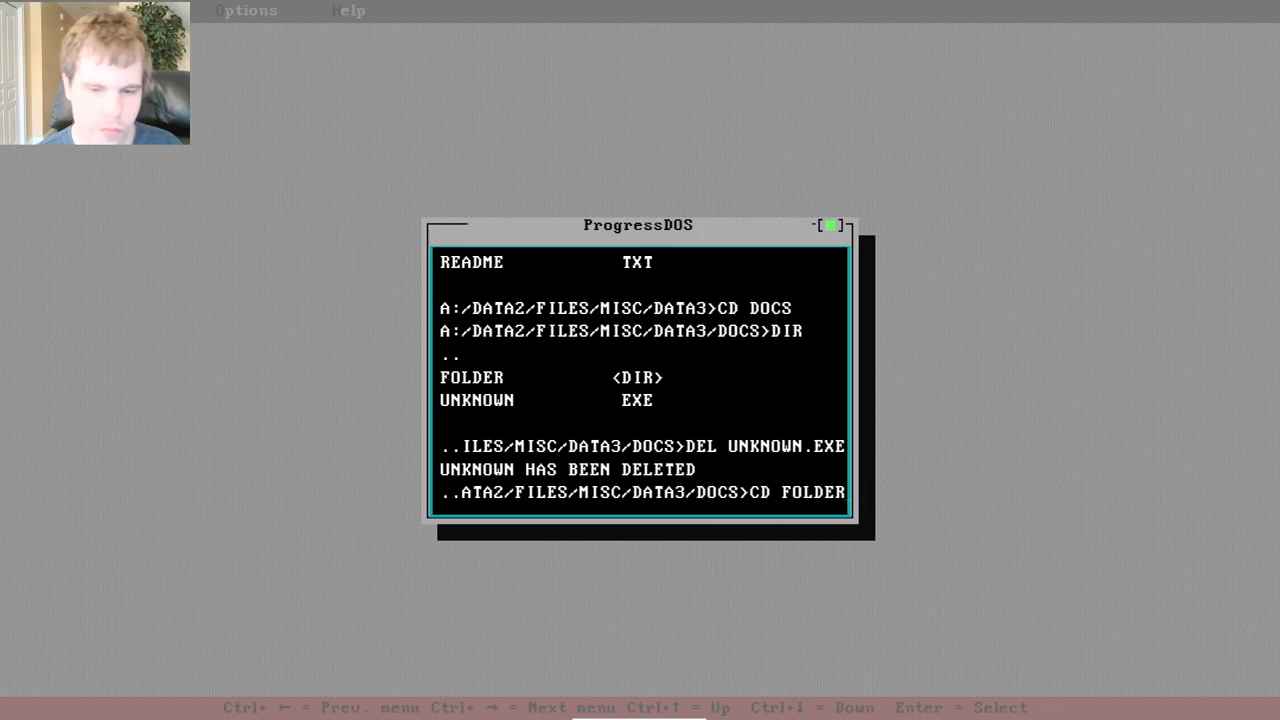 Options Help
ProgressDOS
-[■]
README TXT
A:/DATA2/FILES/MISC/DATA3>CD DOCS
A:/DATA2/FILES/MISC/DATA3/DOCS>DIR
..
FOLDER <DIR>
UNKNOWN EXE
..ILES/MISC/DATA3/DOCS>DEL UNKNOWN.EXE
UNKNOWN HAS BEEN DELETED
..ATA2/FILES/MISC/DATA3/DOCS>CD FOLDER
Ctrl+ ← = Prev. menu Ctrl+ → = Next menu Ctrl+↑ = Up Ctrl+↓ = Down Enter = Select